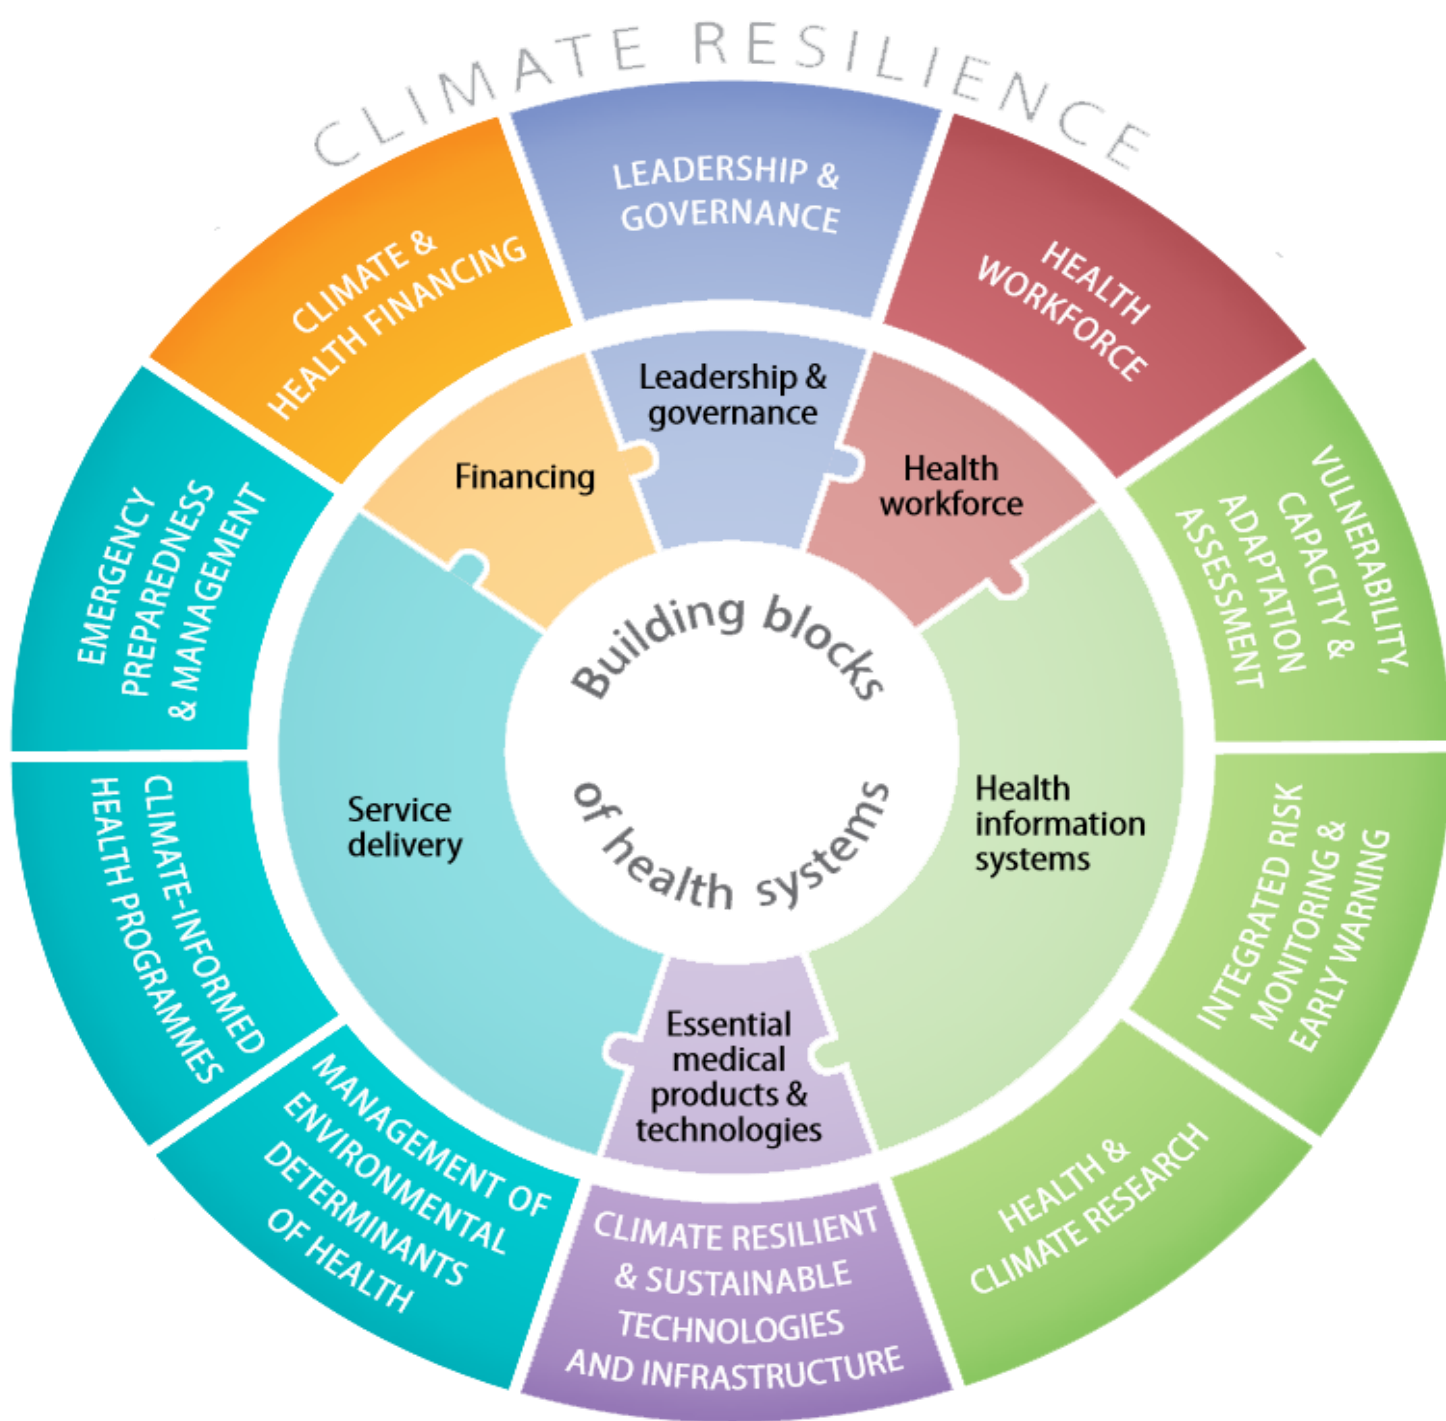 CLIMATE RESILIENCE
LEADERSHIP &
GOVERNANCE
HEALTH
WORKFORCE
VULNERABILITY,
CAPACITY &
ADAPTATION
ASSESSMENT
INTEGRATED RISK
MONITORING &
EARLY WARNING
HEALTH &
CLIMATE RESEARCH
CLIMATE RESILIENT
& SUSTAINABLE
TECHNOLOGIES
AND INFRASTRUCTURE
MANAGEMENT OF
ENVIRONMENTAL
DETERMINANTS
OF HEALTH
CLIMATE-INFORMED
HEALTH PROGRAMMES
EMERGENCY
PREPAREDNESS
& MANAGEMENT
CLIMATE &
HEALTH FINANCING
Leadership &
governance
Health
workforce
Health
information
systems
Essential
medical
products &
technologies
Service
delivery
Financing
Building blocks
of health systems